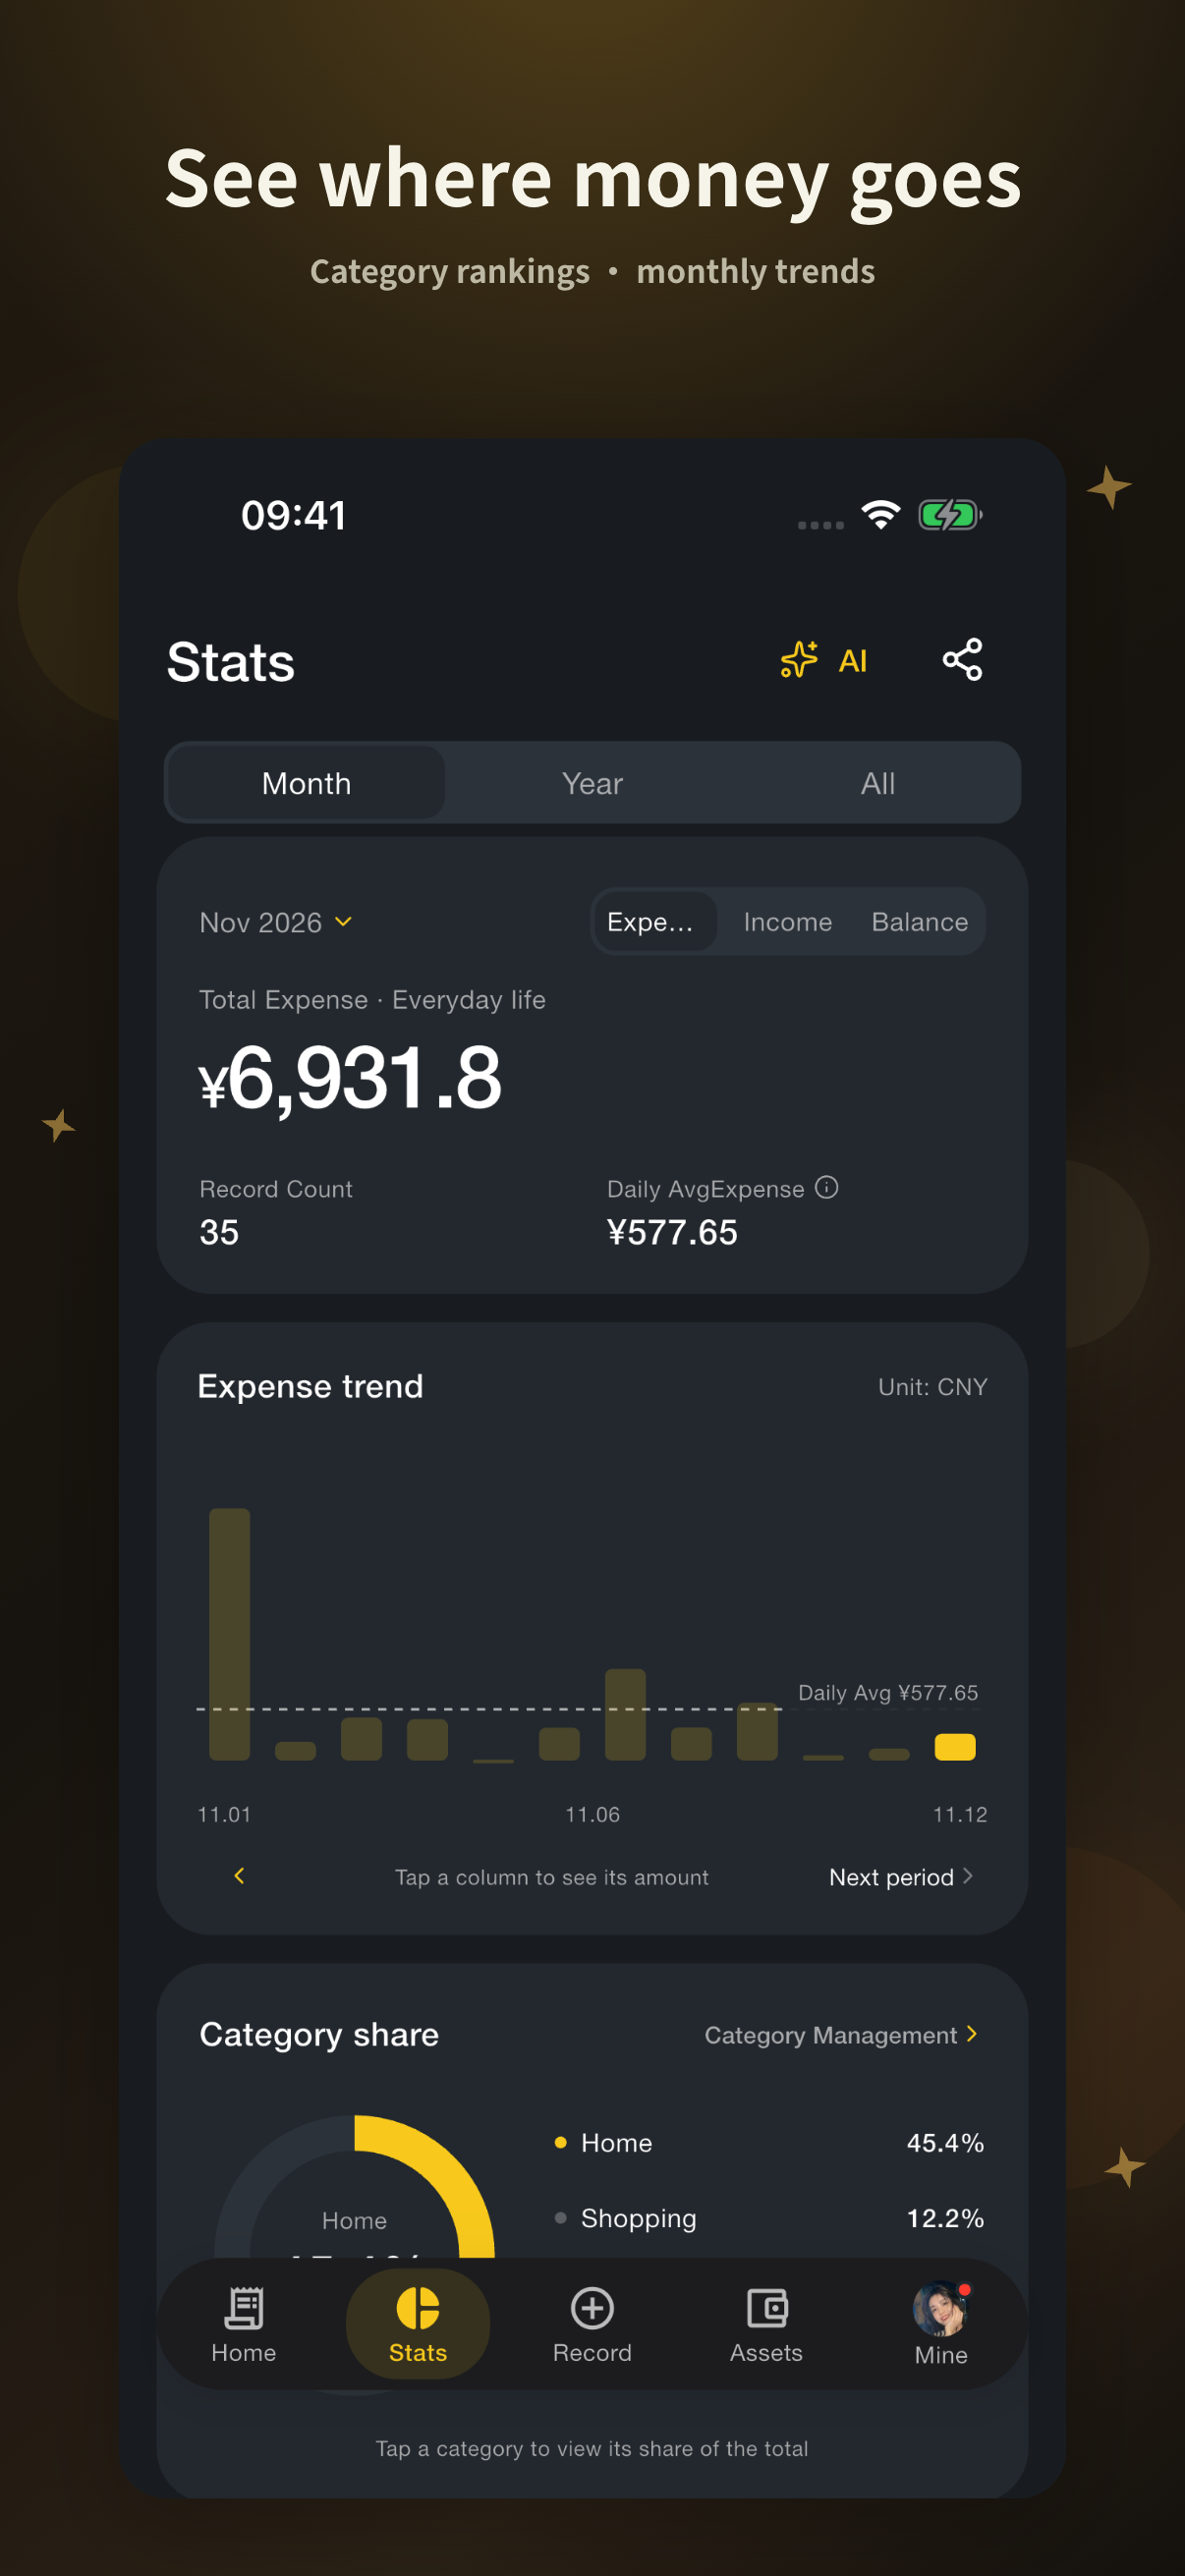 See where money goes
Category rankings • monthly trends
09:41
Stats
AI
Month Year All
Nov 2026
Expe... Income Balance
Total Expense · Everyday life
¥6,931.8
Record Count
35
Daily AvgExpense
¥577.65
Expense trend
Unit: CNY
Daily Avg ¥577.65
11.01 11.06 11.12
Tap a column to see its amount
Next period
Category share
Category Management
Home 45.4%
Shopping 12.2%
Home
Home Stats Record Assets Mine
Tap a category to view its share of the total